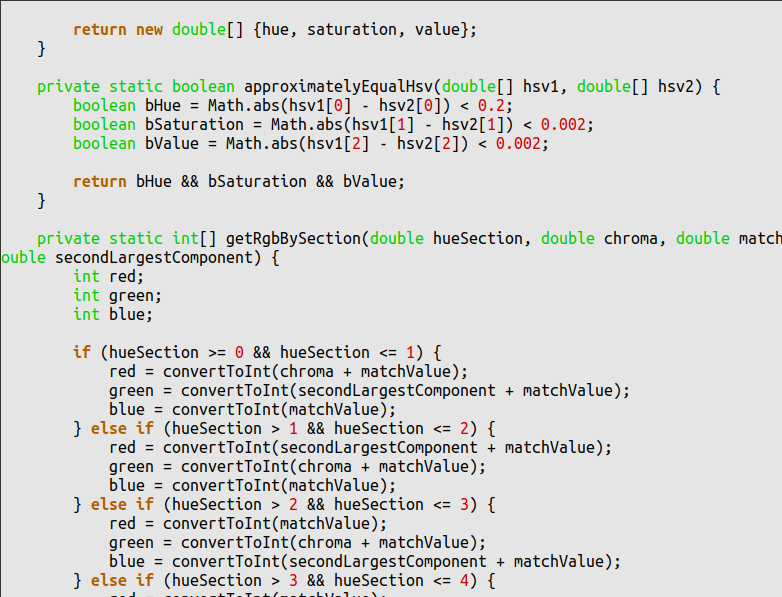 return new double[] {hue, saturation, value};
    }

    private static boolean approximatelyEqualHsv(double[] hsv1, double[] hsv2) {
        boolean bHue = Math.abs(hsv1[0] - hsv2[0]) < 0.2;
        boolean bSaturation = Math.abs(hsv1[1] - hsv2[1]) < 0.002;
        boolean bValue = Math.abs(hsv1[2] - hsv2[2]) < 0.002;

        return bHue && bSaturation && bValue;
    }

    private static int[] getRgbBySection(double hueSection, double chroma, double match
ouble secondLargestComponent) {
        int red;
        int green;
        int blue;

        if (hueSection >= 0 && hueSection <= 1) {
            red = convertToInt(chroma + matchValue);
            green = convertToInt(secondLargestComponent + matchValue);
            blue = convertToInt(matchValue);
        } else if (hueSection > 1 && hueSection <= 2) {
            red = convertToInt(secondLargestComponent + matchValue);
            green = convertToInt(chroma + matchValue);
            blue = convertToInt(matchValue);
        } else if (hueSection > 2 && hueSection <= 3) {
            red = convertToInt(matchValue);
            green = convertToInt(chroma + matchValue);
            blue = convertToInt(secondLargestComponent + matchValue);
        } else if (hueSection > 3 && hueSection <= 4) {